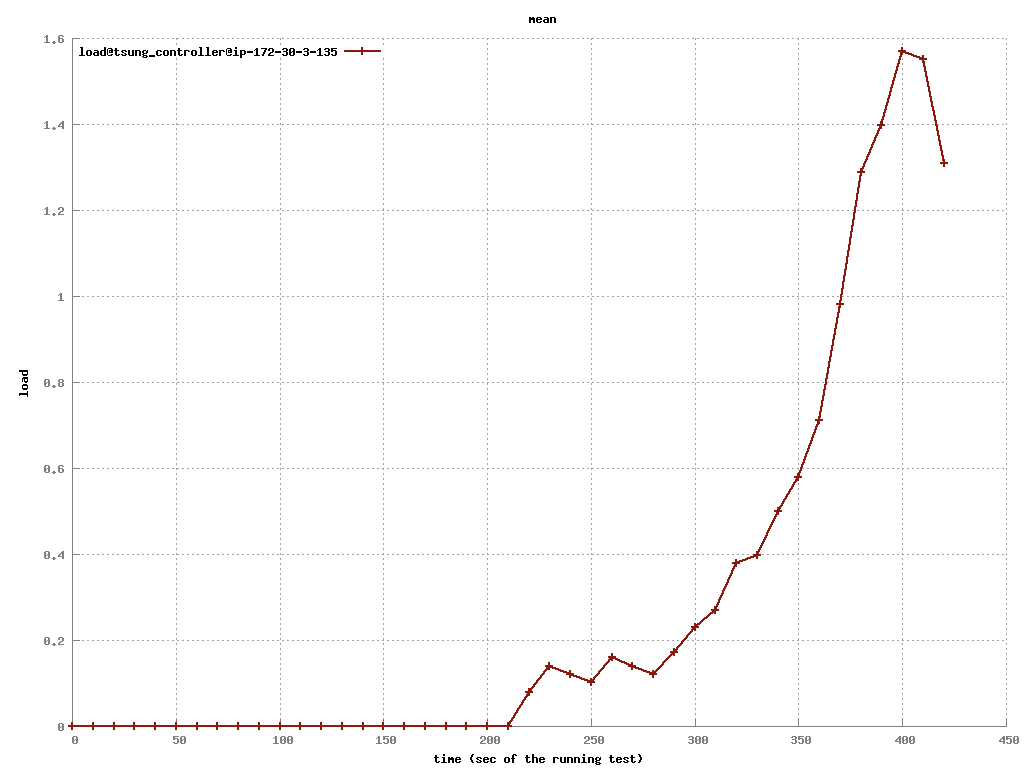 mean
load@tsung_controller@ip-172-30-3-135
1.6
1.4
1.2
1
0.8
0.6
0.4
0.2
0
load
0 50 100 150 200 250 300 350 400 450
time (sec of the running test)